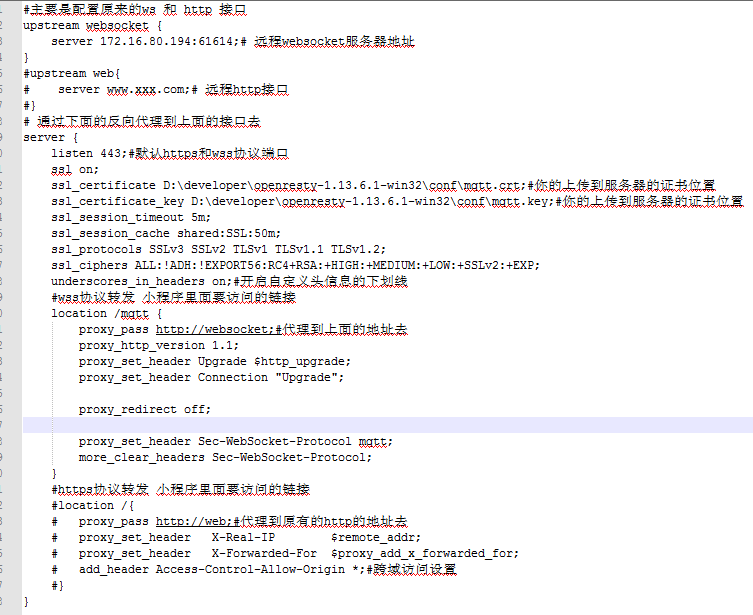 #主要是配置原来的ws 和 http 接口
upstream websocket {
    server 172.16.80.194:61614;# 远程websocket服务器地址
}
#upstream web{
#    server www.xxx.com;# 远程http接口
#}
# 通过下面的反向代理到上面的接口去
server {
    listen 443;#默认https和wss协议端口
    ssl on;
    ssl_certificate D:\developer\openresty-1.13.6.1-win32\conf\mqtt.crt;#你的上传到服务器的证书位置
    ssl_certificate_key D:\developer\openresty-1.13.6.1-win32\conf\mqtt.key;#你的上传到服务器的证书位置
    ssl_session_timeout 5m;
    ssl_session_cache shared:SSL:50m;
    ssl_protocols SSLv3 SSLv2 TLSv1 TLSv1.1 TLSv1.2;
    ssl_ciphers ALL:!ADH:!EXPORT56:RC4+RSA:+HIGH:+MEDIUM:+LOW:+SSLv2:+EXP;
    underscores_in_headers on;#开启自定义头信息的下划线
    #wss协议转发 小程序里面要访问的链接
    location /mqtt {
        proxy_pass http://websocket;#代理到上面的地址去
        proxy_http_version 1.1;
        proxy_set_header Upgrade $http_upgrade;
        proxy_set_header Connection "Upgrade";
        proxy_redirect off;
        proxy_set_header Sec-WebSocket-Protocol mqtt;
        more_clear_headers Sec-WebSocket-Protocol;
    }
    #https协议转发 小程序里面要访问的链接
    #location /{
    #   proxy_pass http://web;#代理到原有的http的地址去
    #   proxy_set_header   X-Real-IP        $remote_addr;
    #   proxy_set_header   X-Forwarded-For  $proxy_add_x_forwarded_for;
    #   add_header Access-Control-Allow-Origin *;#跨域访问设置
    #}
}